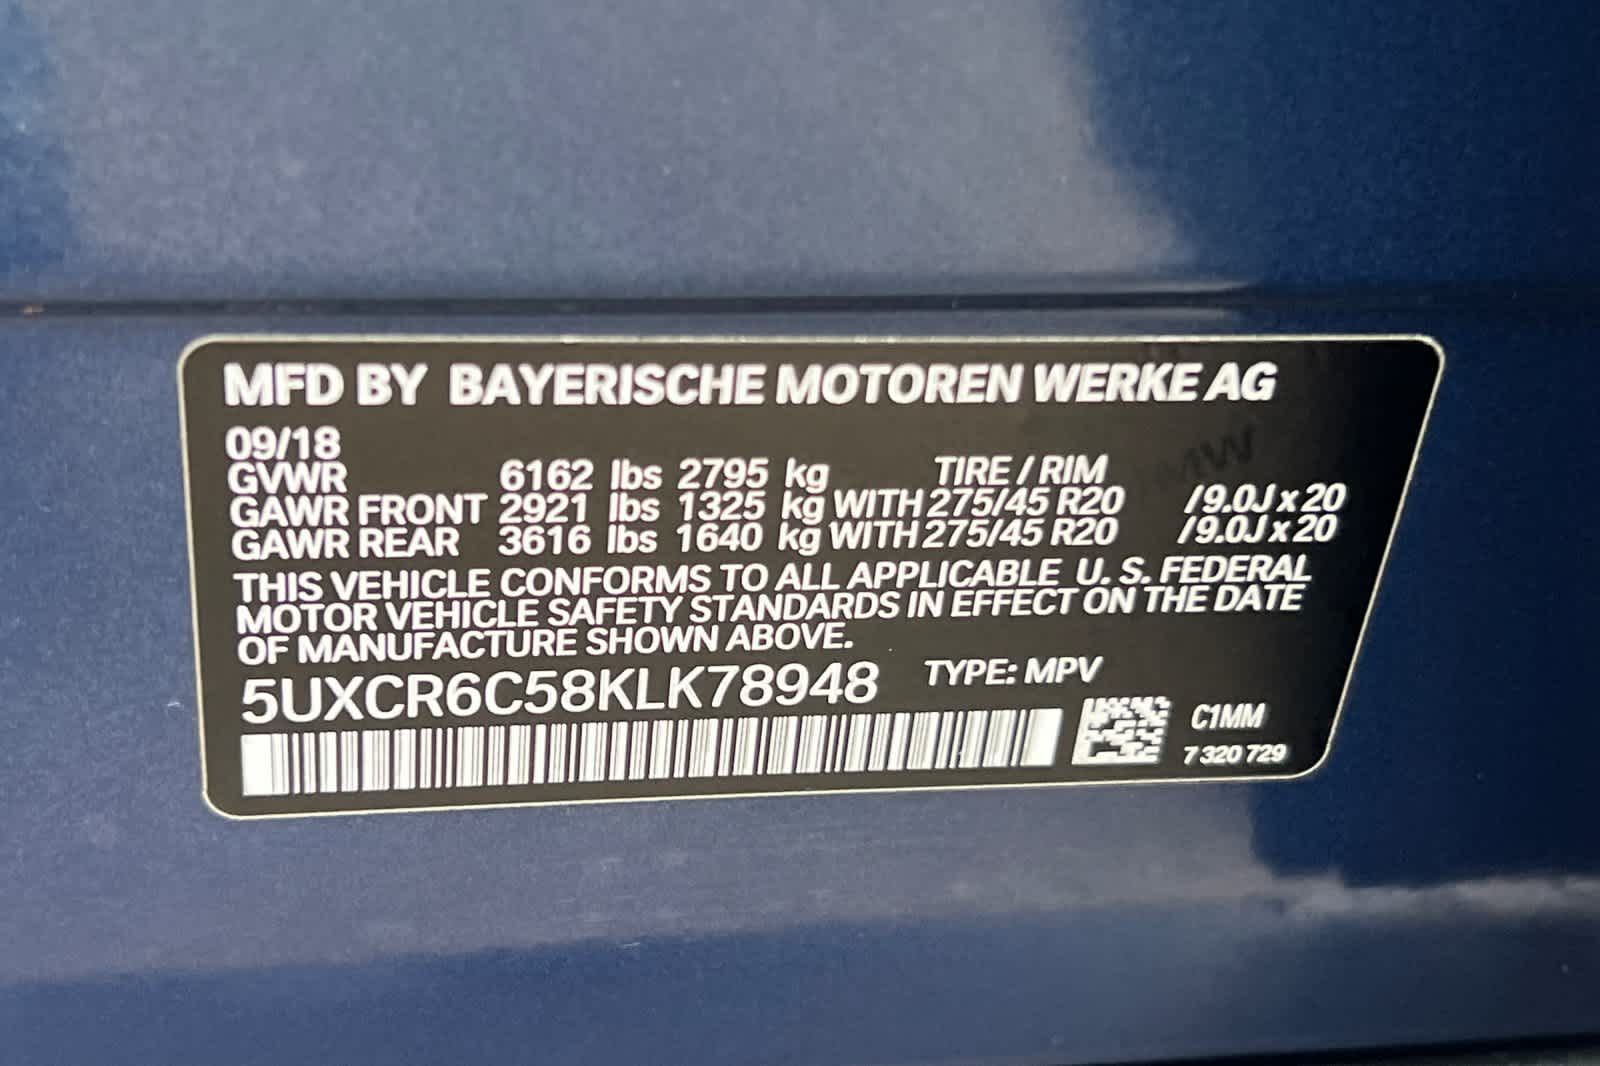 MFD BY BAYERISCHE MOTOREN WERKE AG
09/18
GVWR 6162 lbs 2795 kg TIRE / RIM
GAWR FRONT 2921 lbs 1325 kg WITH 275/45 R20 /9.0J x 20
GAWR REAR 3616 lbs 1640 kg WITH 275/45 R20 /9.0J x 20
THIS VEHICLE CONFORMS TO ALL APPLICABLE U. S. FEDERAL
MOTOR VEHICLE SAFETY STANDARDS IN EFFECT ON THE DATE
OF MANUFACTURE SHOWN ABOVE.
5UXCR6C58KLK78948 TYPE: MPV
C1MM
7 320 729